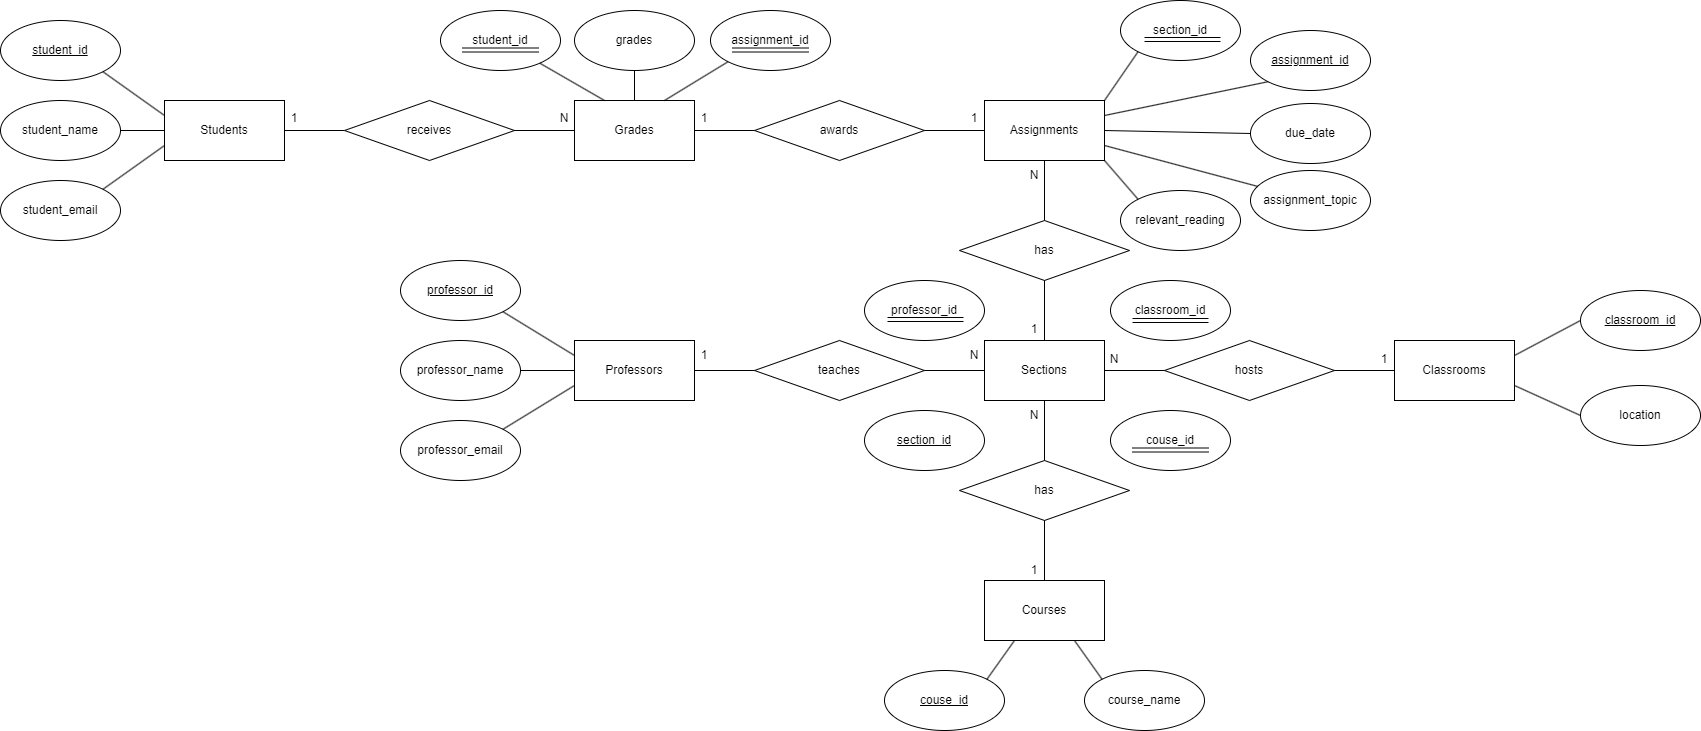 section_id
student_id
grades
assignment_id
student_id
assignment_id
1
N
1
1
student_name
Students
receives
Grades
awards
Assignments
due_date
N
assignment_topic
student_email
relevant_reading
has
professor_id
professor_id
classroom_id
classroom_id
1
1
N
N
1
professor_name
Professors
teaches
Sections
hosts
Classrooms
N
location
section_id
couse_id
professor_email
has
1
Courses
couse_id
course_name